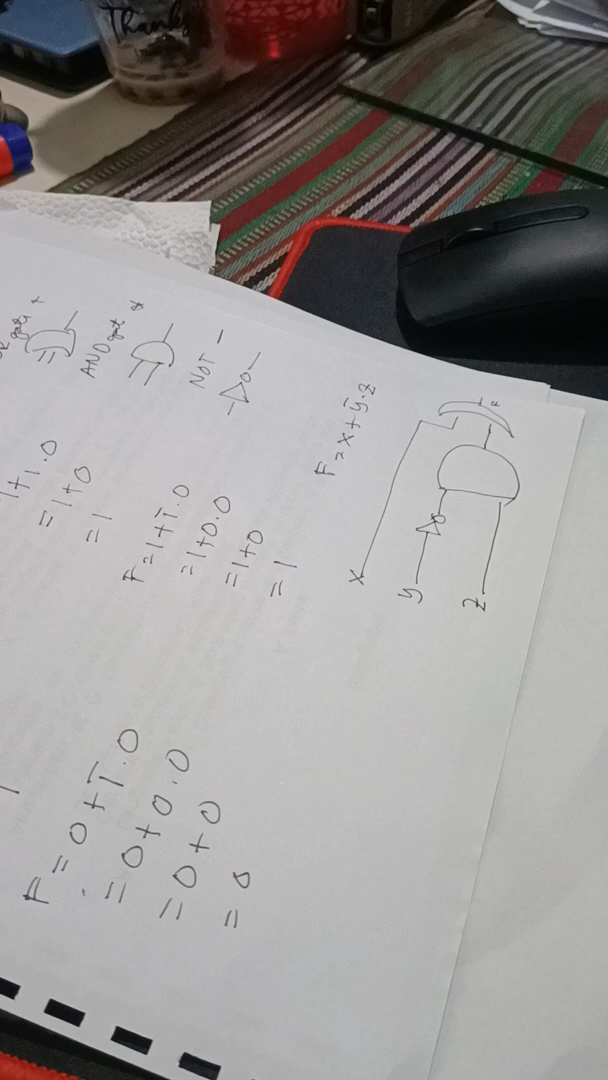 Thanks
gate +
AND gate *
NOT -
F = x + y̅ . z
x
y
z
F
1 + 1 . 0
= 1 + 0
= 1
F = 1 + 1̅ . 0
= 1 + 0 . 0
= 1 + 0
= 1
F = 0 + 1̅ . 0
= 0 + 0 . 0
= 0 + 0
= 0